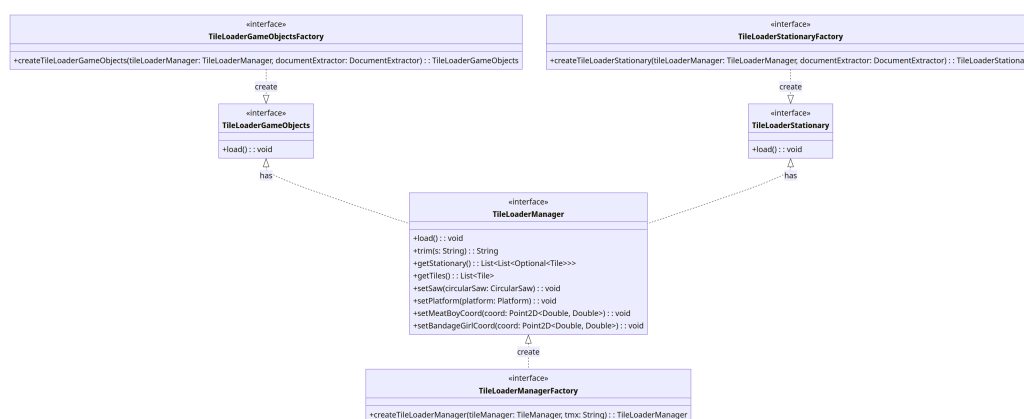 «interface»
TileLoaderGameObjectsFactory
+createTileLoaderGameObjects(tileLoaderManager: TileLoaderManager, documentExtractor: DocumentExtractor) : : TileLoaderGameObjects
«interface»
TileLoaderStationaryFactory
+createTileLoaderStationary(tileLoaderManager: TileLoaderManager, documentExtractor: DocumentExtractor) : : TileLoaderStationa
create
create
«interface»
TileLoaderGameObjects
+load() : : void
«interface»
TileLoaderStationary
+load() : : void
has
has
«interface»
TileLoaderManager
+load() : : void
+trim(s: String) : : String
+getStationary() : : List<List<Optional<Tile>>>
+getTiles() : : List<Tile>
+setSaw(circularSaw: CircularSaw) : : void
+setPlatform(platform: Platform) : : void
+setMeatBoyCoord(coord: Point2D<Double, Double>) : : void
+setBandageGirlCoord(coord: Point2D<Double, Double>) : : void
create
«interface»
TileLoaderManagerFactory
+createTileLoaderManager(tileManager: TileManager, tmx: String) : : TileLoaderManager